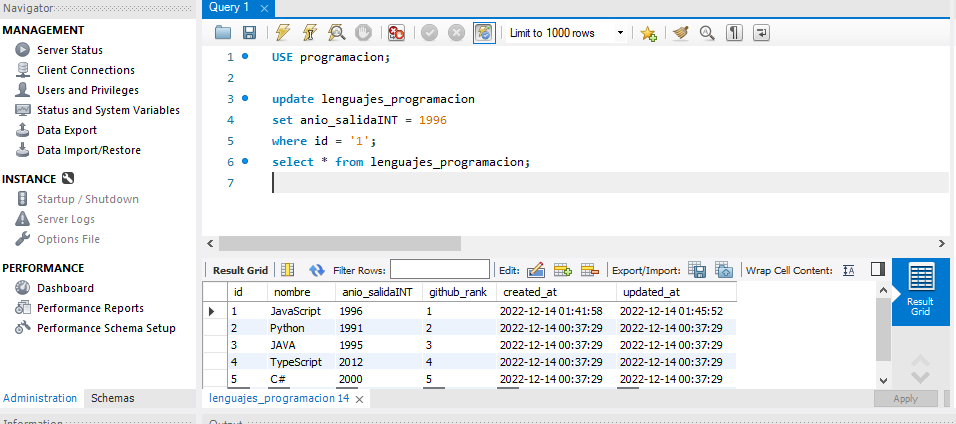 Navigator
MANAGEMENT
Server Status
Client Connections
Users and Privileges
Status and System Variables
Data Export
Data Import/Restore
INSTANCE
Startup / Shutdown
Server Logs
Options File
PERFORMANCE
Dashboard
Performance Reports
Performance Schema Setup
Administration Schemas
Information
Query 1
Limit to 1000 rows
1 USE programacion;
2
3 update lenguajes_programacion
4 set anio_salidaINT = 1996
5 where id = '1';
6 select * from lenguajes_programacion;
7
Result Grid Filter Rows: Edit: Export/Import: Wrap Cell Content:
id nombre anio_salidaINT github_rank created_at updated_at
1 JavaScript 1996 1 2022-12-14 01:41:58 2022-12-14 01:45:52
2 Python 1991 2 2022-12-14 00:37:29 2022-12-14 00:37:29
3 JAVA 1995 3 2022-12-14 00:37:29 2022-12-14 00:37:29
4 TypeScript 2012 4 2022-12-14 00:37:29 2022-12-14 00:37:29
5 C# 2000 5 2022-12-14 00:37:29 2022-12-14 00:37:29
Result
Grid
lenguajes_programacion 14
Apply
Output